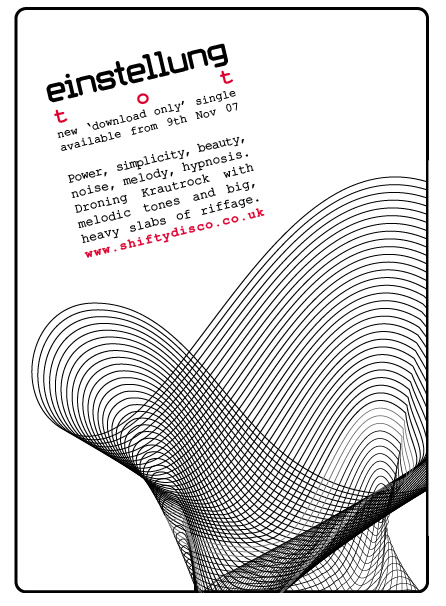 einstellung
t o t
new ‘download only’ single
available from 9th Nov 07
Power, simplicity, beauty,
noise, melody, hypnosis.
Droning Krautrock with
melodic tones and big,
heavy slabs of riffage.
www.shiftydisco.co.uk